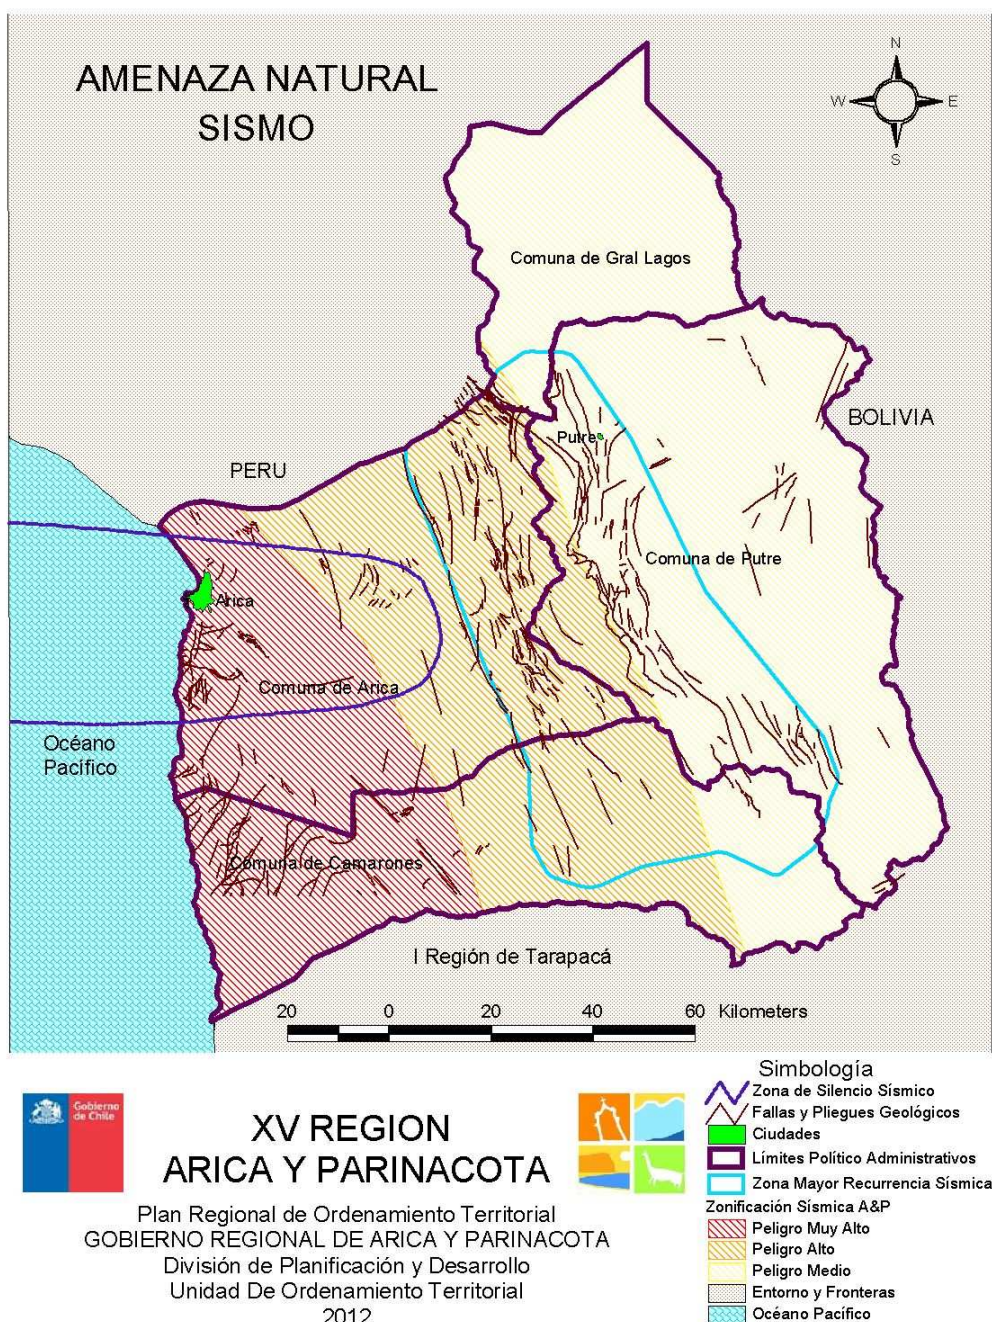 AMENAZA NATURAL
SISMO
N
W
E
S
Comuna de Gral Lagos
BOLIVIA
Putre
PERU
Comuna de Putre
Arica
Comuna de Arica
Océano
Pacífico
Comuna de Camarones
I Región de Tarapacá
20 0 20 40 60 Kilometers
Gobierno
de Chile
XV REGION
ARICA Y PARINACOTA
Plan Regional de Ordenamiento Territorial
GOBIERNO REGIONAL DE ARICA Y PARINACOTA
División de Planificación y Desarrollo
Unidad De Ordenamiento Territorial
2012
Simbología
Zona de Silencio Sísmico
Fallas y Pliegues Geológicos
Ciudades
Límites Político Administrativos
Zona Mayor Recurrencia Sísmica
Zonificación Sísmica A&P
Peligro Muy Alto
Peligro Alto
Peligro Medio
Entorno y Fronteras
Océano Pacífico